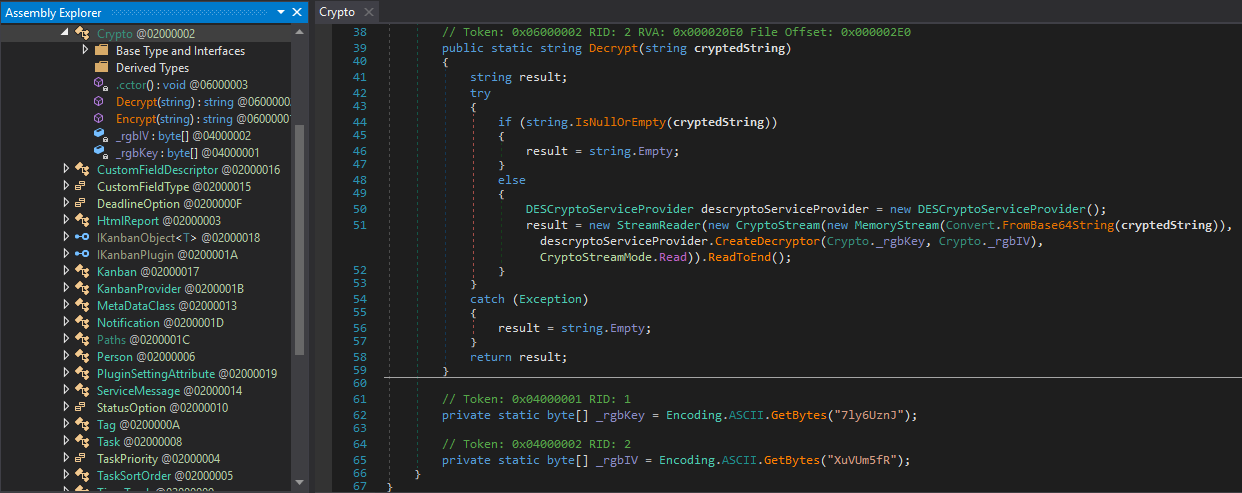 Assembly Explorer
Crypto @02000002
Base Type and Interfaces
Derived Types
.cctor() : void @06000003
Decrypt(string) : string @0600000
Encrypt(string) : string @0600000
_rgbIV : byte[] @04000002
_rgbKey : byte[] @04000001
CustomFieldDescriptor @02000016
CustomFieldType @02000015
DeadlineOption @0200000F
HtmlReport @02000003
IKanbanObject<T> @02000018
IKanbanPlugin @0200001A
Kanban @02000017
KanbanProvider @0200001B
MetaDataClass @02000013
Notification @0200001D
Paths @0200001C
Person @02000006
PluginSettingAttribute @02000019
ServiceMessage @02000014
StatusOption @02000010
Tag @0200000A
Task @02000008
TaskPriority @02000004
TaskSortOrder @02000005
Crypto
38 // Token: 0x06000002 RID: 2 RVA: 0x000020E0 File Offset: 0x000002E0
39 public static string Decrypt(string cryptedString)
40 {
41 string result;
42 try
43 {
44 if (string.IsNullOrEmpty(cryptedString))
45 {
46 result = string.Empty;
47 }
48 else
49 {
50 DESCryptoServiceProvider descryptoServiceProvider = new DESCryptoServiceProvider();
51 result = new StreamReader(new CryptoStream(new MemoryStream(Convert.FromBase64String(cryptedString)),
descryptoServiceProvider.CreateDecryptor(Crypto._rgbKey, Crypto._rgbIV),
CryptoStreamMode.Read)).ReadToEnd();
52 }
53 }
54 catch (Exception)
55 {
56 result = string.Empty;
57 }
58 return result;
59 }
60
61 // Token: 0x04000001 RID: 1
62 private static byte[] _rgbKey = Encoding.ASCII.GetBytes("7ly6UznJ");
63
64 // Token: 0x04000002 RID: 2
65 private static byte[] _rgbIV = Encoding.ASCII.GetBytes("XuVUm5fR");
66 }
67 }